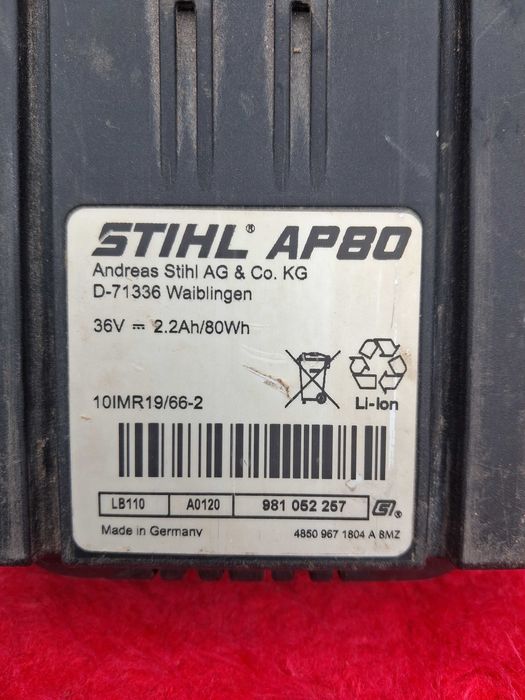 STIHL® AP80
Andreas Stihl AG & Co. KG
D-71336 Waiblingen
36V ⎓ 2.2Ah/80Wh
10IMR19/66-2
Li-Ion
LB110 A0120 981 052 257
Made in Germany 4850 967 1804 A BMZ